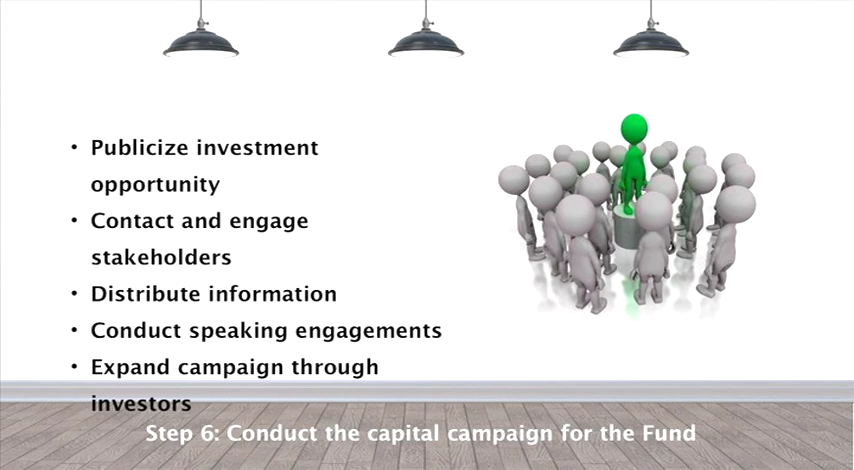 • Publicize investment
opportunity
• Contact and engage
stakeholders
• Distribute information
• Conduct speaking engagements
• Expand campaign through
investors
Step 6: Conduct the capital campaign for the Fund